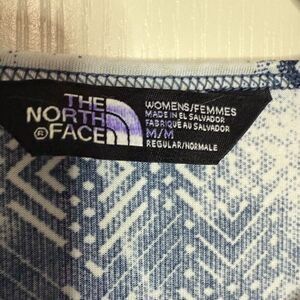 THE
NORTH
FACE
WOMENS/FEMMES
MADE IN EL SALVADOR
FABRIQUÉ AU SALVADOR
M/M
REGULAR/NORMALE